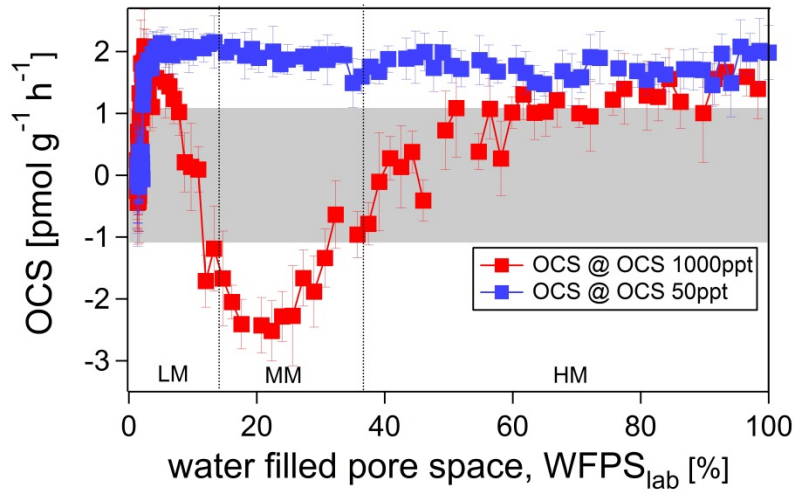 OCS [pmol g⁻¹ h⁻¹]
2
1
0
-1
-2
-3
OCS @ OCS 1000ppt
OCS @ OCS 50ppt
LM MM HM
0 20 40 60 80 100
water filled pore space, WFPS_lab [%]